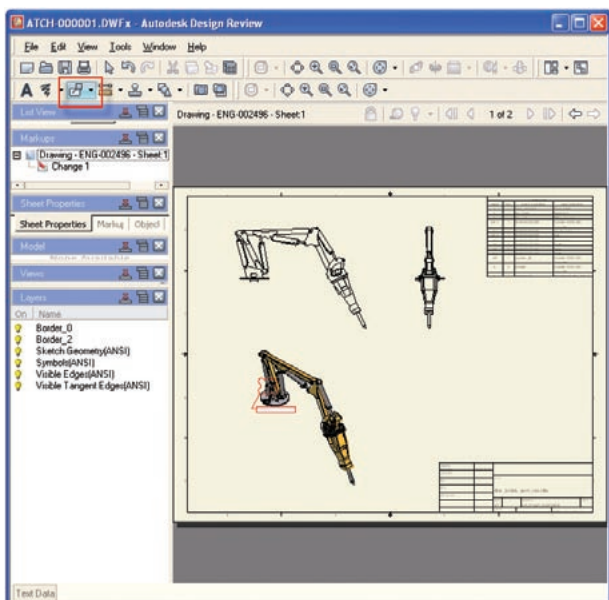 ATCH-000001.DWFx - Autodesk Design Review
File Edit View Tools Window Help
List View
Drawing - ENG-002496 - Sheet:1
1 of 2
Markups
Drawing - ENG-002496 - Sheet:1
Change 1
Sheet Properties
Sheet Properties Markup Object
Model
Views
Layers
On Name
Border_0
Border_2
Sketch Geometry(ANSI)
Symbols(ANSI)
Visible Edges(ANSI)
Visible Tangent Edges(ANSI)
Text Data